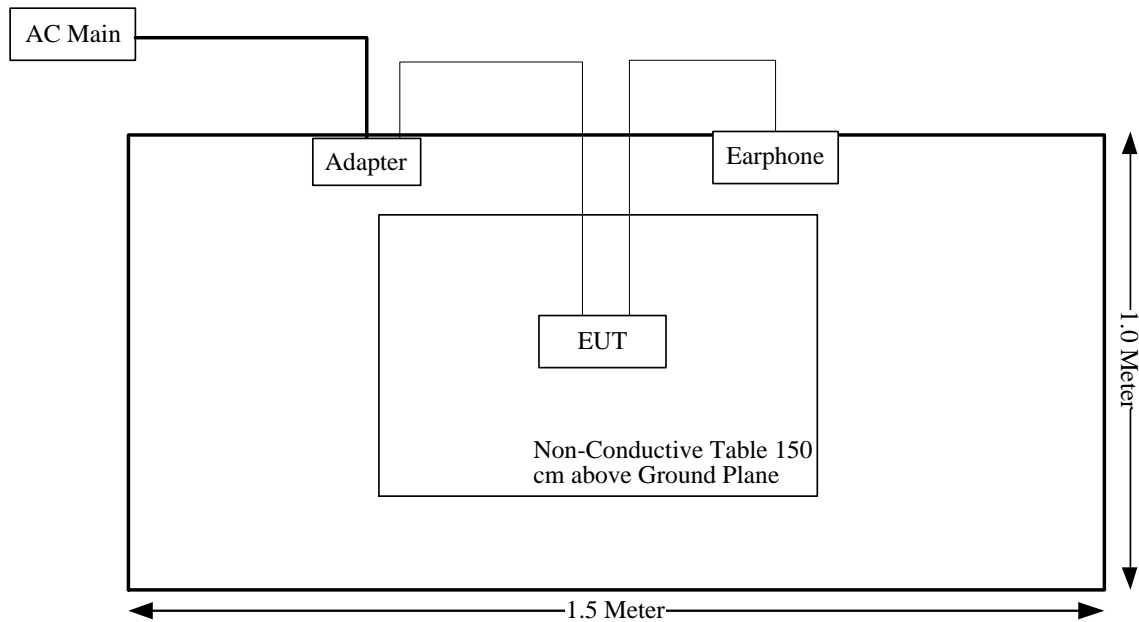 AC Main
Adapter
Earphone
EUT
Non-Conductive Table 150
cm above Ground Plane
1.0 Meter
1.5 Meter